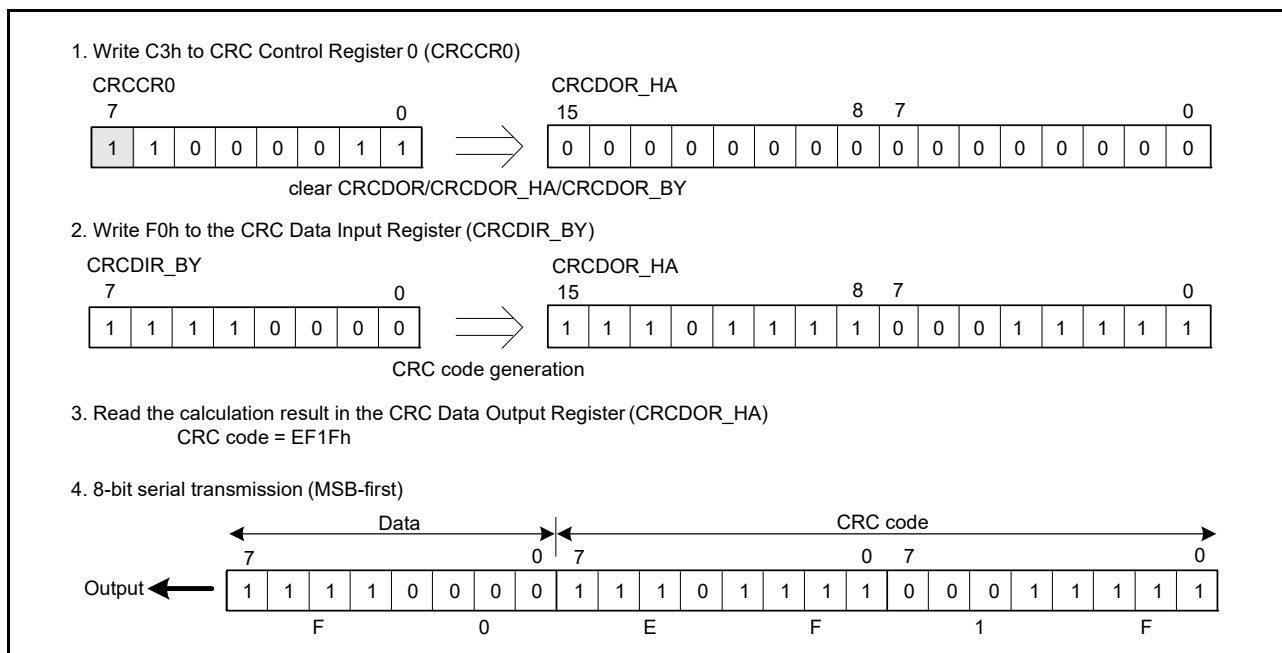 1. Write C3h to CRC Control Register 0 (CRCCR0)
CRCCR0 CRCDOR_HA
7 0 15 8 7 0
1 1 0 0 0 0 1 1 0 0 0 0 0 0 0 0 0 0 0 0 0 0 0 0
clear CRCDOR/CRCDOR_HA/CRCDOR_BY
2. Write F0h to the CRC Data Input Register (CRCDIR_BY)
CRCDIR_BY CRCDOR_HA
7 0 15 8 7 0
1 1 1 1 0 0 0 0 1 1 1 0 1 1 1 1 0 0 0 1 1 1 1 1
CRC code generation
3. Read the calculation result in the CRC Data Output Register (CRCDOR_HA)
CRC code = EF1Fh
4. 8-bit serial transmission (MSB-first)
Data CRC code
7 0 7 0 7 0
Output 1 1 1 1 0 0 0 0 1 1 1 0 1 1 1 1 0 0 0 1 1 1 1 1
F 0 E F 1 F